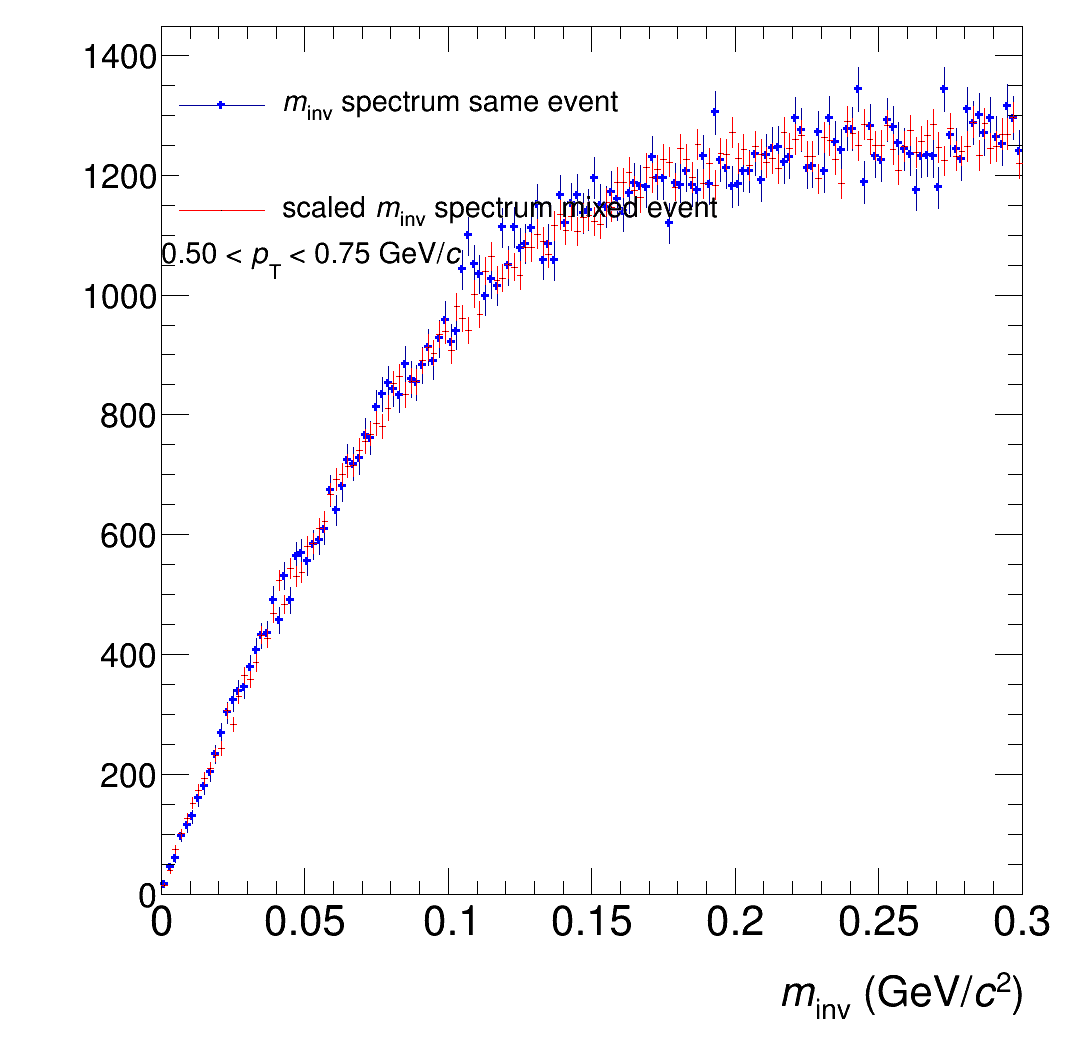 1400
m_inv spectrum same event
1200
scaled m_inv spectrum mixed event
0.50 < p_T < 0.75 GeV/c
1000
800
600
400
200
0
0 0.05 0.1 0.15 0.2 0.25 0.3
m_inv (GeV/c²)